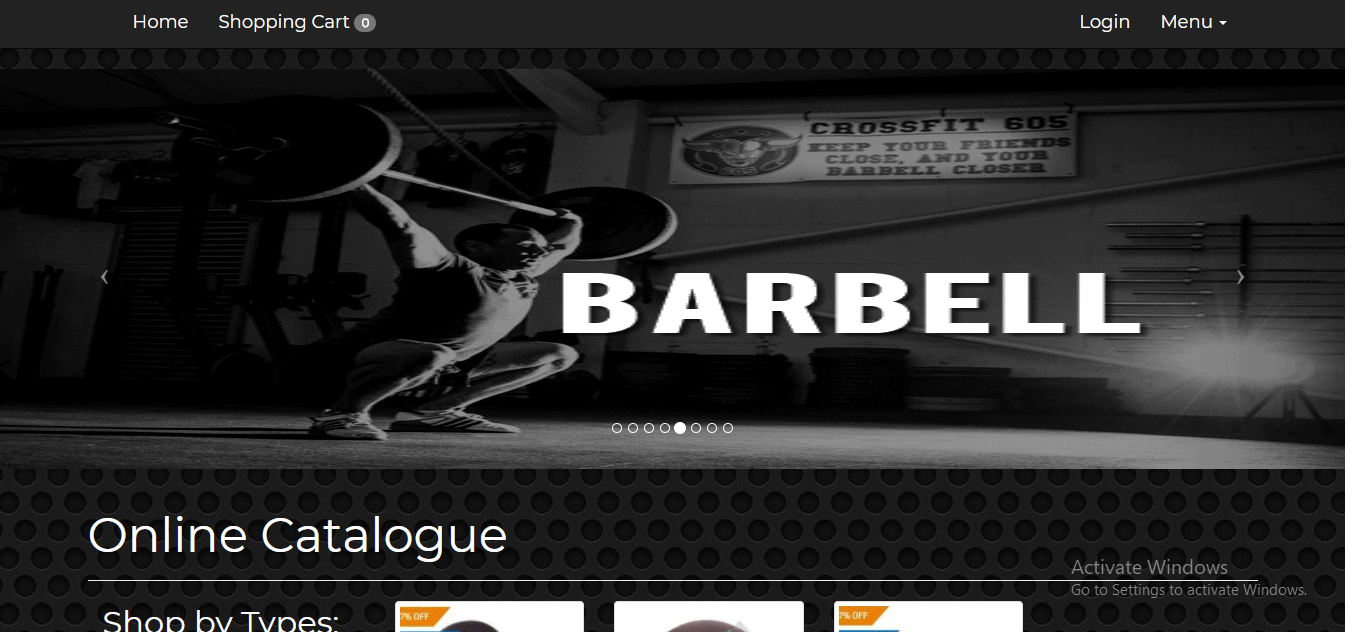 Home Shopping Cart 0 Login Menu
CROSSFIT 605
KEEP YOUR FRIENDS
CLOSE, AND YOUR
BARBELL CLOSER
605
BARBELL
Online Catalogue
Activate Windows
Go to Settings to activate Windows.
Shop by Types:
7% OFF
7% OFF